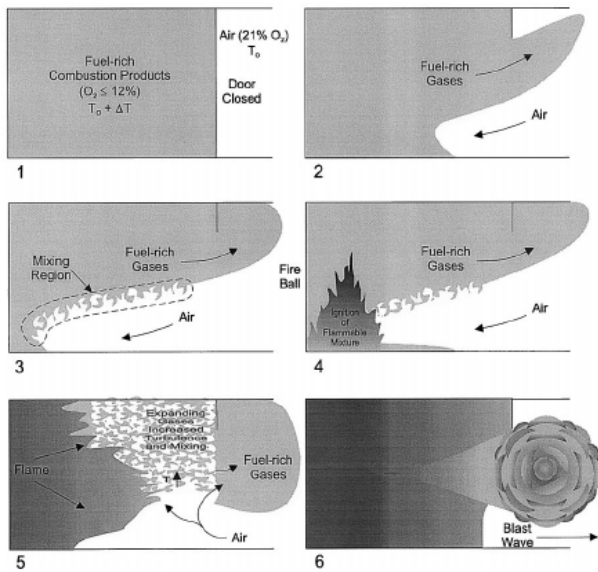 Fuel-rich
Combustion Products
(O₂ ≤ 12%)
T₀ + ΔT
Air (21% O₂)
T₀
Door
Closed
1
Fuel-rich
Gases
Air
2
Mixing
Region
Fuel-rich
Gases
Air
3
Fire
Ball
Ignition of
Flammable
Mixture
Fuel-rich
Gases
Air
4
Expanding
Gases
Increased
Turbulence
and Mixing
Flame
Fuel-rich
Gases
Air
5
Blast
Wave
6